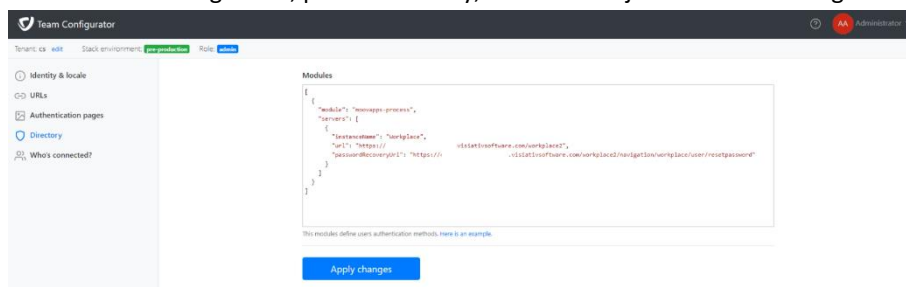 Team Configurator
AA Administrator
Tenant: cs edit Stack environment: pre-production Role: admin
Identity & locale
URLs
Authentication pages
Directory
Who's connected?
Modules
[
{
"module": "moovapps-process",
"servers": [
{
"instanceName": "Workplace",
"url": "https:// visiativsoftware.com/workplace2",
"passwordRecoveryUrl": "https:// .visiativsoftware.com/workplace2/navigation/workplace/user/resetpassword"
}
]
}
]
This modules define users authentication methods. Here is an example.
Apply changes